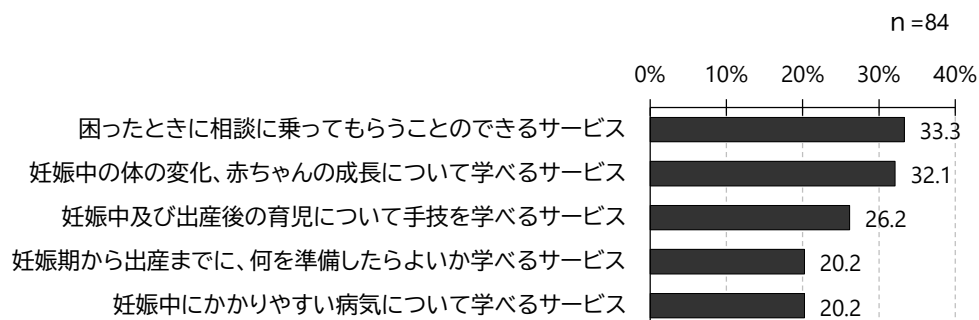 n =84
0% 10% 20% 30% 40%
困ったときに相談に乗ってもらうことのできるサービス 33.3
妊娠中の体の変化、赤ちゃんの成長について学べるサービス 32.1
妊娠中及び出産後の育児について手技を学べるサービス 26.2
妊娠期から出産までに、何を準備したらよいか学べるサービス 20.2
妊娠中にかかりやすい病気について学べるサービス 20.2